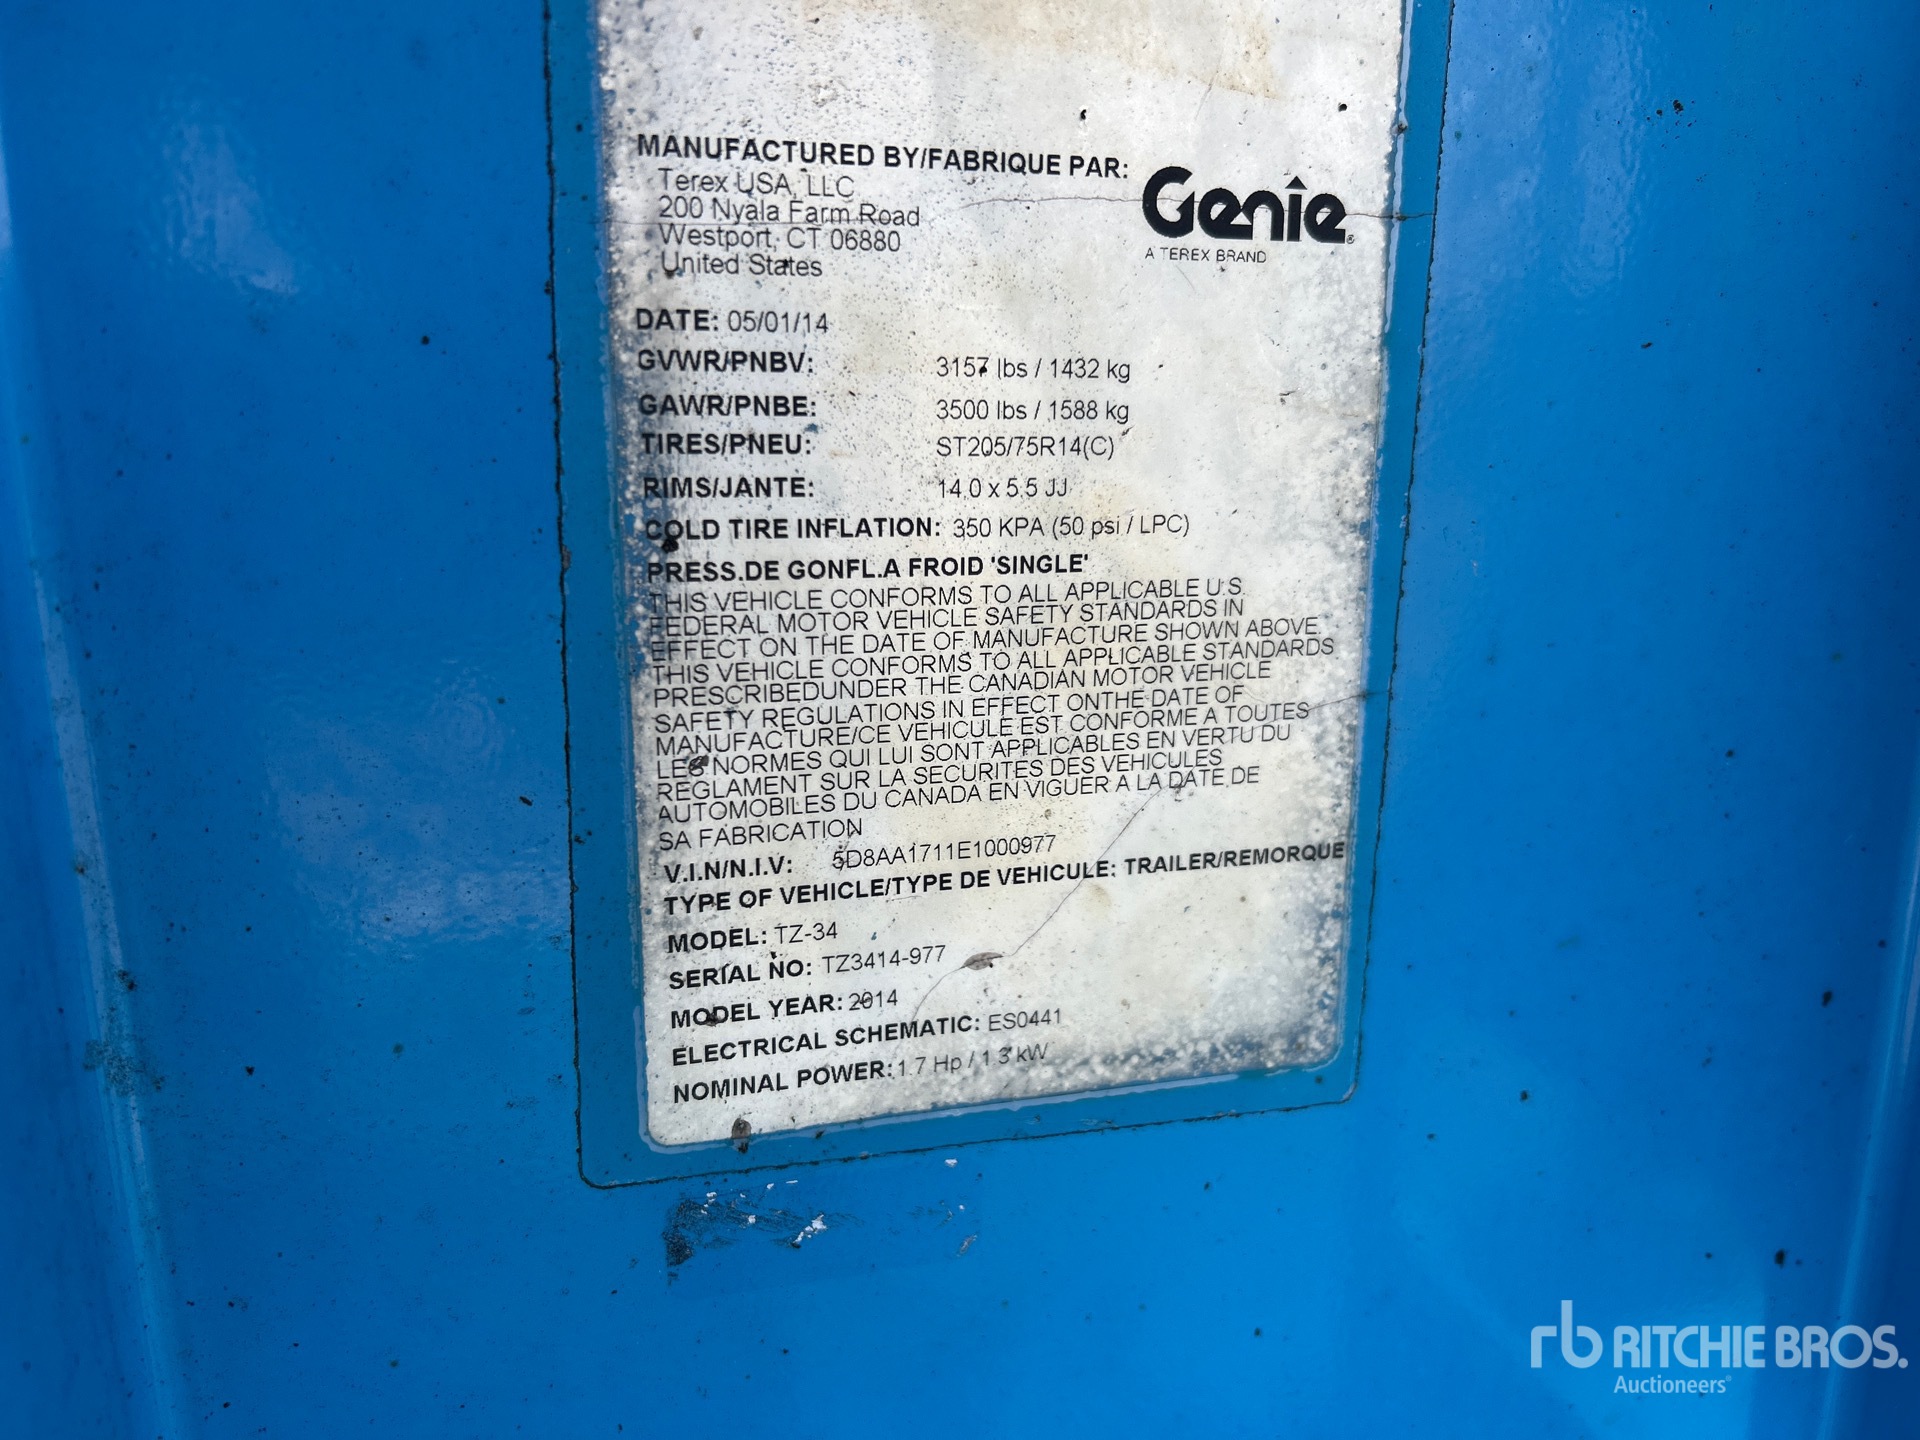 MANUFACTURED BY/FABRIQUE PAR:
Terex USA, LLC
200 Nyala Farm Road
Westport, CT 06880
United States
Genie®
A TEREX BRAND
DATE: 05/01/14
GVWR/PNBV: 3157 lbs / 1432 kg
GAWR/PNBE: 3500 lbs / 1588 kg
TIRES/PNEU: ST205/75R14(C)
RIMS/JANTE: 14.0 x 5.5 JJ
COLD TIRE INFLATION: 350 KPA (50 psi / LPC)
PRESS.DE GONFL.A FROID 'SINGLE'
THIS VEHICLE CONFORMS TO ALL APPLICABLE U.S.
FEDERAL MOTOR VEHICLE SAFETY STANDARDS IN
EFFECT ON THE DATE OF MANUFACTURE SHOWN ABOVE.
THIS VEHICLE CONFORMS TO ALL APPLICABLE STANDARDS
PRESCRIBEDUNDER THE CANADIAN MOTOR VEHICLE
SAFETY REGULATIONS IN EFFECT ONTHE DATE OF
MANUFACTURE/CE VEHICULE EST CONFORME A TOUTES
LES NORMES QUI LUI SONT APPLICABLES EN VERTU DU
REGLAMENT SUR LA SECURITES DES VEHICULES
AUTOMOBILES DU CANADA EN VIGUER A LA DATE DE
SA FABRICATION
V.I.N/N.I.V: 5D8AA1711E1000977
TYPE OF VEHICLE/TYPE DE VEHICULE: TRAILER/REMORQUE
MODEL: TZ-34
SERIAL NO: TZ3414-977
MODEL YEAR: 2014
ELECTRICAL SCHEMATIC: ES0441
NOMINAL POWER: 1.7 Hp / 1.3 kW
rb RITCHIE BROS.
Auctioneers®